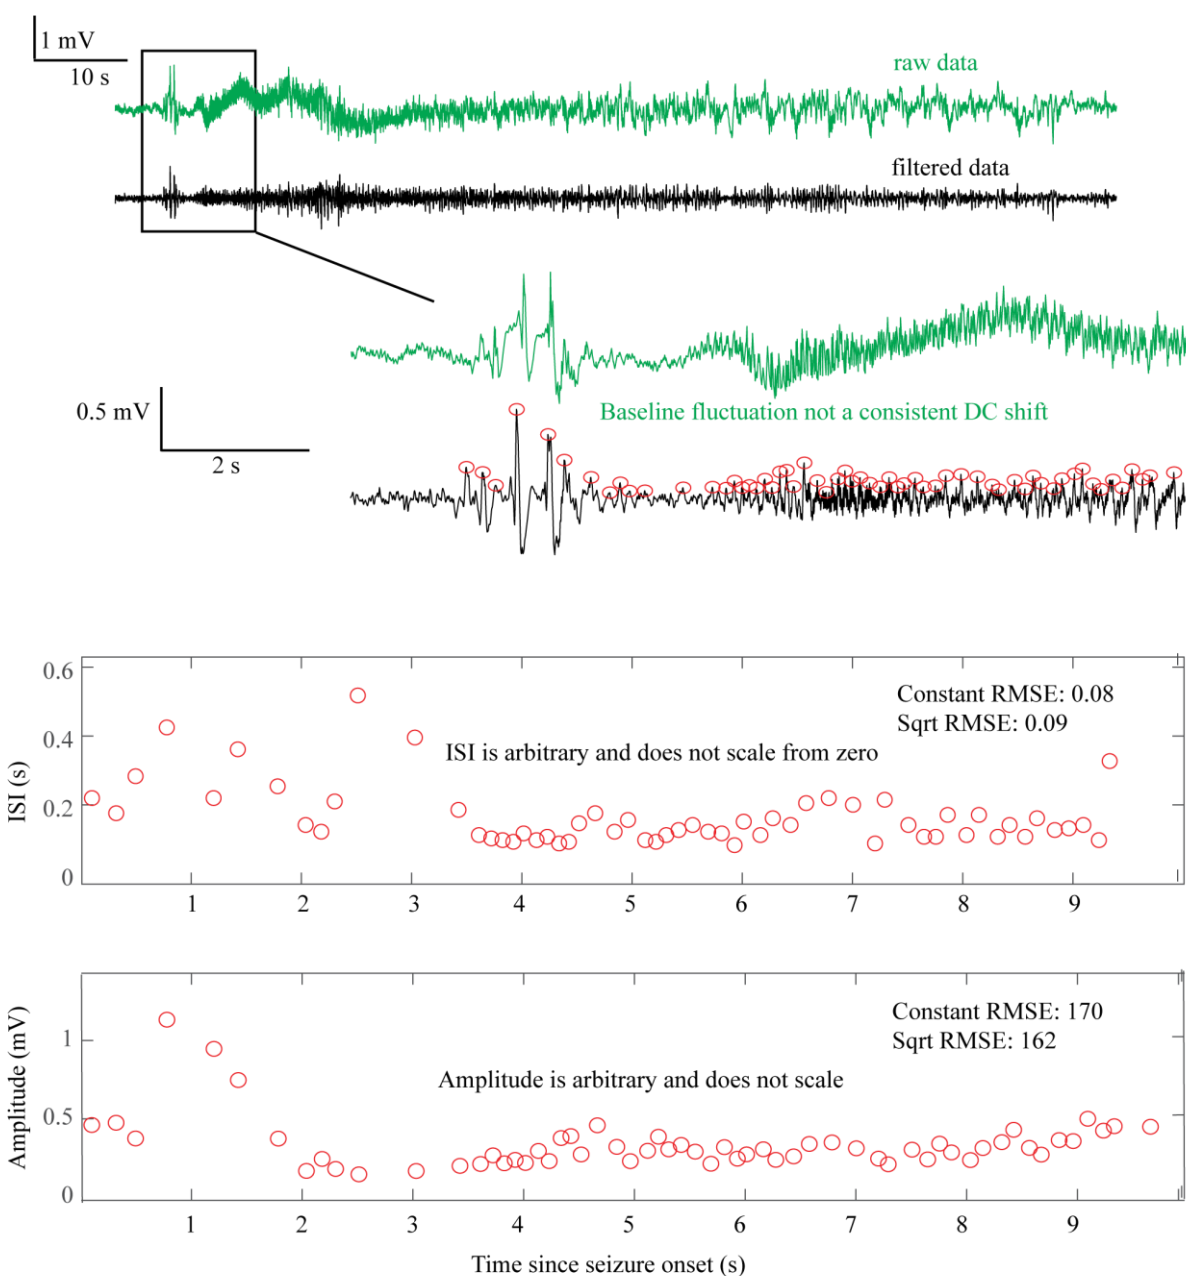 1 mV
10 s
raw data
filtered data
0.5 mV
2 s
Baseline fluctuation not a consistent DC shift
0.6
0.4
0.2
0
ISI (s)
Constant RMSE: 0.08
Sqrt RMSE: 0.09
ISI is arbitrary and does not scale from zero
1 2 3 4 5 6 7 8 9
1
0.5
0
Amplitude (mV)
Constant RMSE: 170
Sqrt RMSE: 162
Amplitude is arbitrary and does not scale
1 2 3 4 5 6 7 8 9
Time since seizure onset (s)